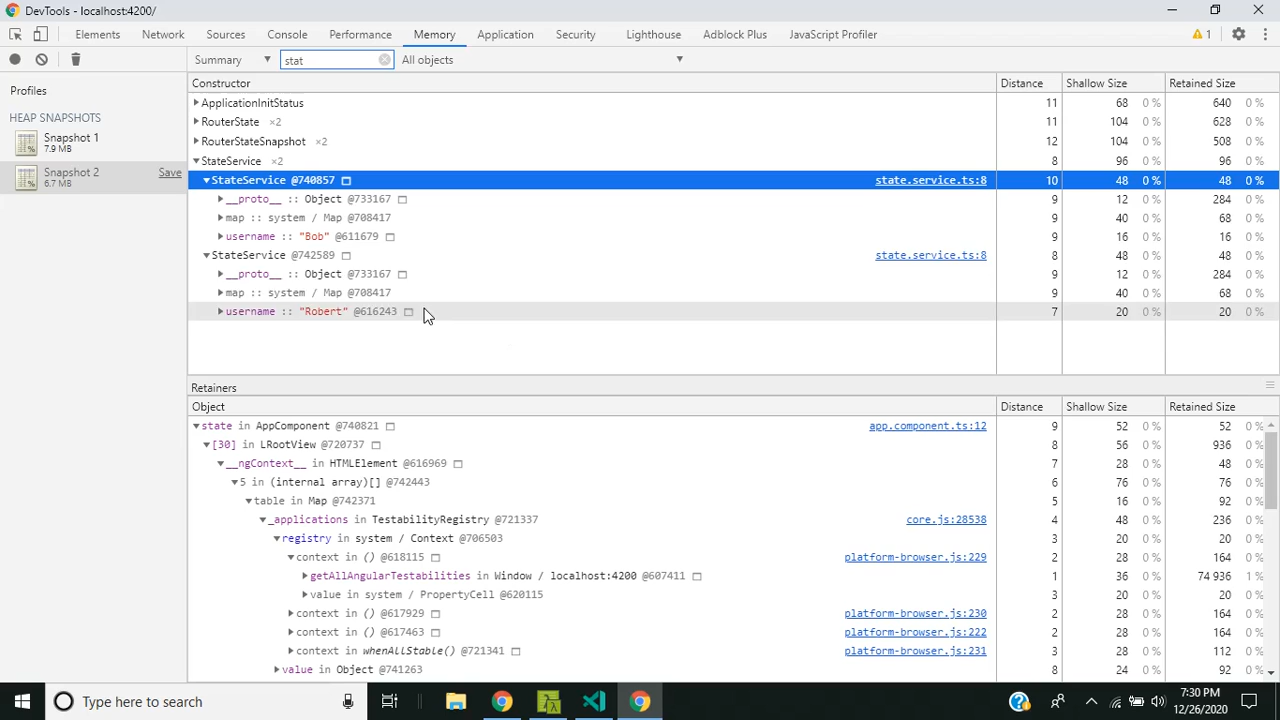 DevTools - localhost:4200/
Elements Network Sources Console Performance Memory Application Security Lighthouse Adblock Plus JavaScript Profiler 1
Summary stat All objects
Profiles
HEAP SNAPSHOTS
Snapshot 1
7.9 MB
Snapshot 2 Save
6.7 MB
Constructor Distance Shallow Size Retained Size
ApplicationInitStatus 11 68 0 % 640 0 %
RouterState ×2 11 104 0 % 628 0 %
RouterStateSnapshot ×2 12 104 0 % 508 0 %
StateService ×2 8 96 0 % 96 0 %
StateService @740857 state.service.ts:8 10 48 0 % 48 0 %
__proto__ :: Object @733167 9 12 0 % 284 0 %
map :: system / Map @708417 9 40 0 % 68 0 %
username :: "Bob" @611679 9 16 0 % 16 0 %
StateService @742589 state.service.ts:8 8 48 0 % 48 0 %
__proto__ :: Object @733167 9 12 0 % 284 0 %
map :: system / Map @708417 9 40 0 % 68 0 %
username :: "Robert" @616243 7 20 0 % 20 0 %
Retainers
Object Distance Shallow Size Retained Size
state in AppComponent @740821 app.component.ts:12 9 52 0 % 52 0 %
[30] in LRootView @720737 8 56 0 % 936 0 %
__ngContext__ in HTMLElement @616969 7 28 0 % 48 0 %
5 in (internal array)[] @742443 6 76 0 % 76 0 %
table in Map @742371 5 16 0 % 92 0 %
_applications in TestabilityRegistry @721337 core.js:28538 4 48 0 % 236 0 %
registry in system / Context @706503 3 20 0 % 20 0 %
context in () @618115 platform-browser.js:229 2 28 0 % 164 0 %
getAllAngularTestabilities in Window / localhost:4200 @607411 1 36 0 % 74 936 1 %
value in system / PropertyCell @620115 3 20 0 % 20 0 %
context in () @617929 platform-browser.js:230 2 28 0 % 164 0 %
context in () @617463 platform-browser.js:222 2 28 0 % 164 0 %
context in whenAllStable() @721341 platform-browser.js:231 3 28 0 % 112 0 %
value in Object @741263 8 24 0 % 92 0 %
Type here to search
7:30 PM
12/26/2020